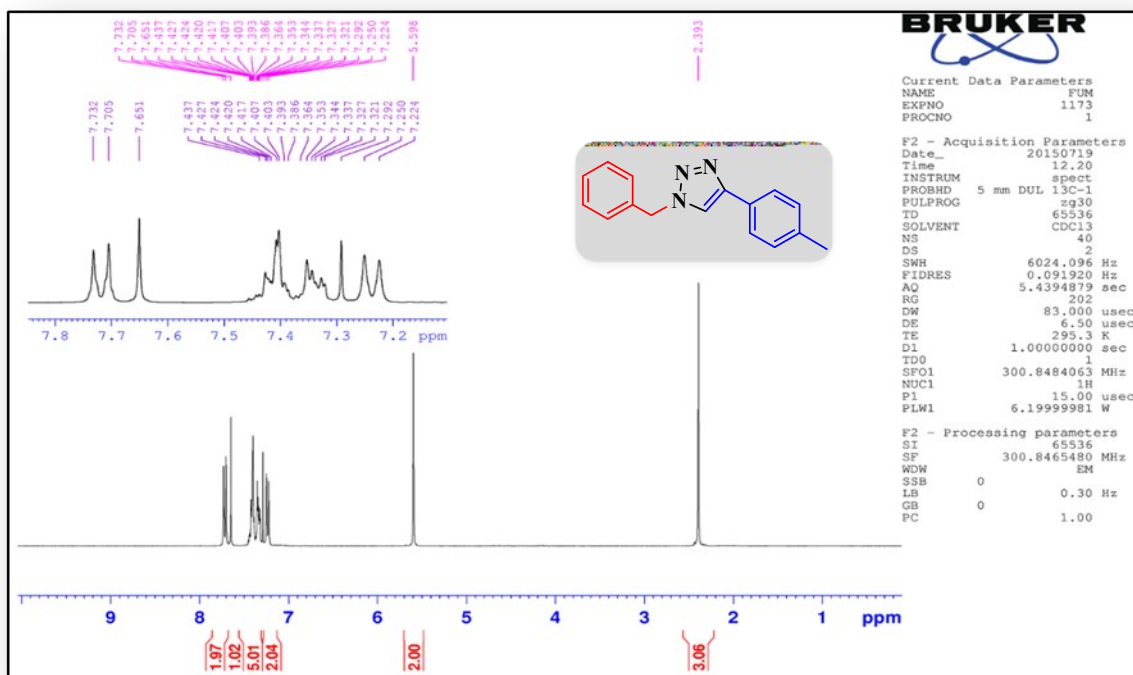 7.732
7.705
7.651
7.437
7.427
7.424
7.420
7.417
7.407
7.403
7.393
7.386
7.364
7.353
7.344
7.337
7.327
7.321
7.292
7.250
7.224
5.598
2.393
7.732
7.705
7.651
7.437
7.427
7.424
7.420
7.417
7.407
7.403
7.393
7.386
7.364
7.353
7.344
7.337
7.327
7.321
7.292
7.250
7.224
7.8 7.7 7.6 7.5 7.4 7.3 7.2 ppm
N=N
N
BRUKER
Current Data Parameters
NAME FUM
EXPNO 1173
PROCNO 1
F2 - Acquisition Parameters
Date_ 20150719
Time 12.20
INSTRUM spect
PROBHD 5 mm DUL 13C-1
PULPROG zg30
TD 65536
SOLVENT CDCl3
NS 40
DS 2
SWH 6024.096 Hz
FIDRES 0.091920 Hz
AQ 5.4394879 sec
RG 202
DW 83.000 usec
DE 6.50 usec
TE 295.3 K
D1 1.00000000 sec
TD0 1
SFO1 300.8484063 MHz
NUC1 1H
P1 15.00 usec
PLW1 6.19999981 W
F2 - Processing parameters
SI 65536
SF 300.8465480 MHz
WDW EM
SSB 0
LB 0.30 Hz
GB 0
PC 1.00
9 8 7 6 5 4 3 2 1 ppm
1.97
1.02
5.01
2.04
2.00
3.06